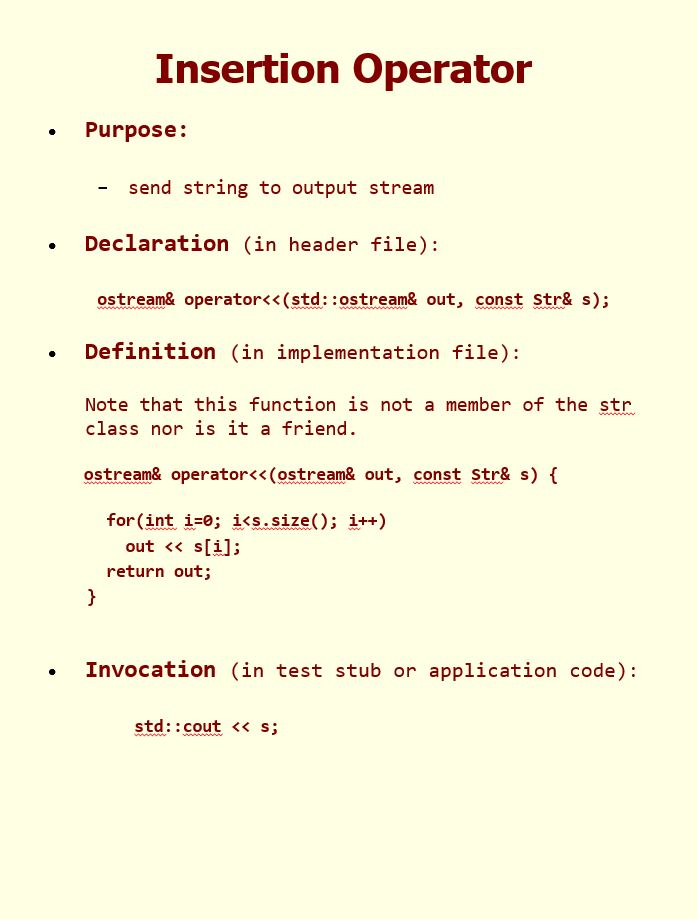 Insertion Operator
• Purpose:
– send string to output stream
• Declaration (in header file):
ostream& operator<<(std::ostream& out, const Str& s);
• Definition (in implementation file):
Note that this function is not a member of the str
class nor is it a friend.
ostream& operator<<(ostream& out, const Str& s) {
for(int i=0; i<s.size(); i++)
out << s[i];
return out;
}
• Invocation (in test stub or application code):
std::cout << s;